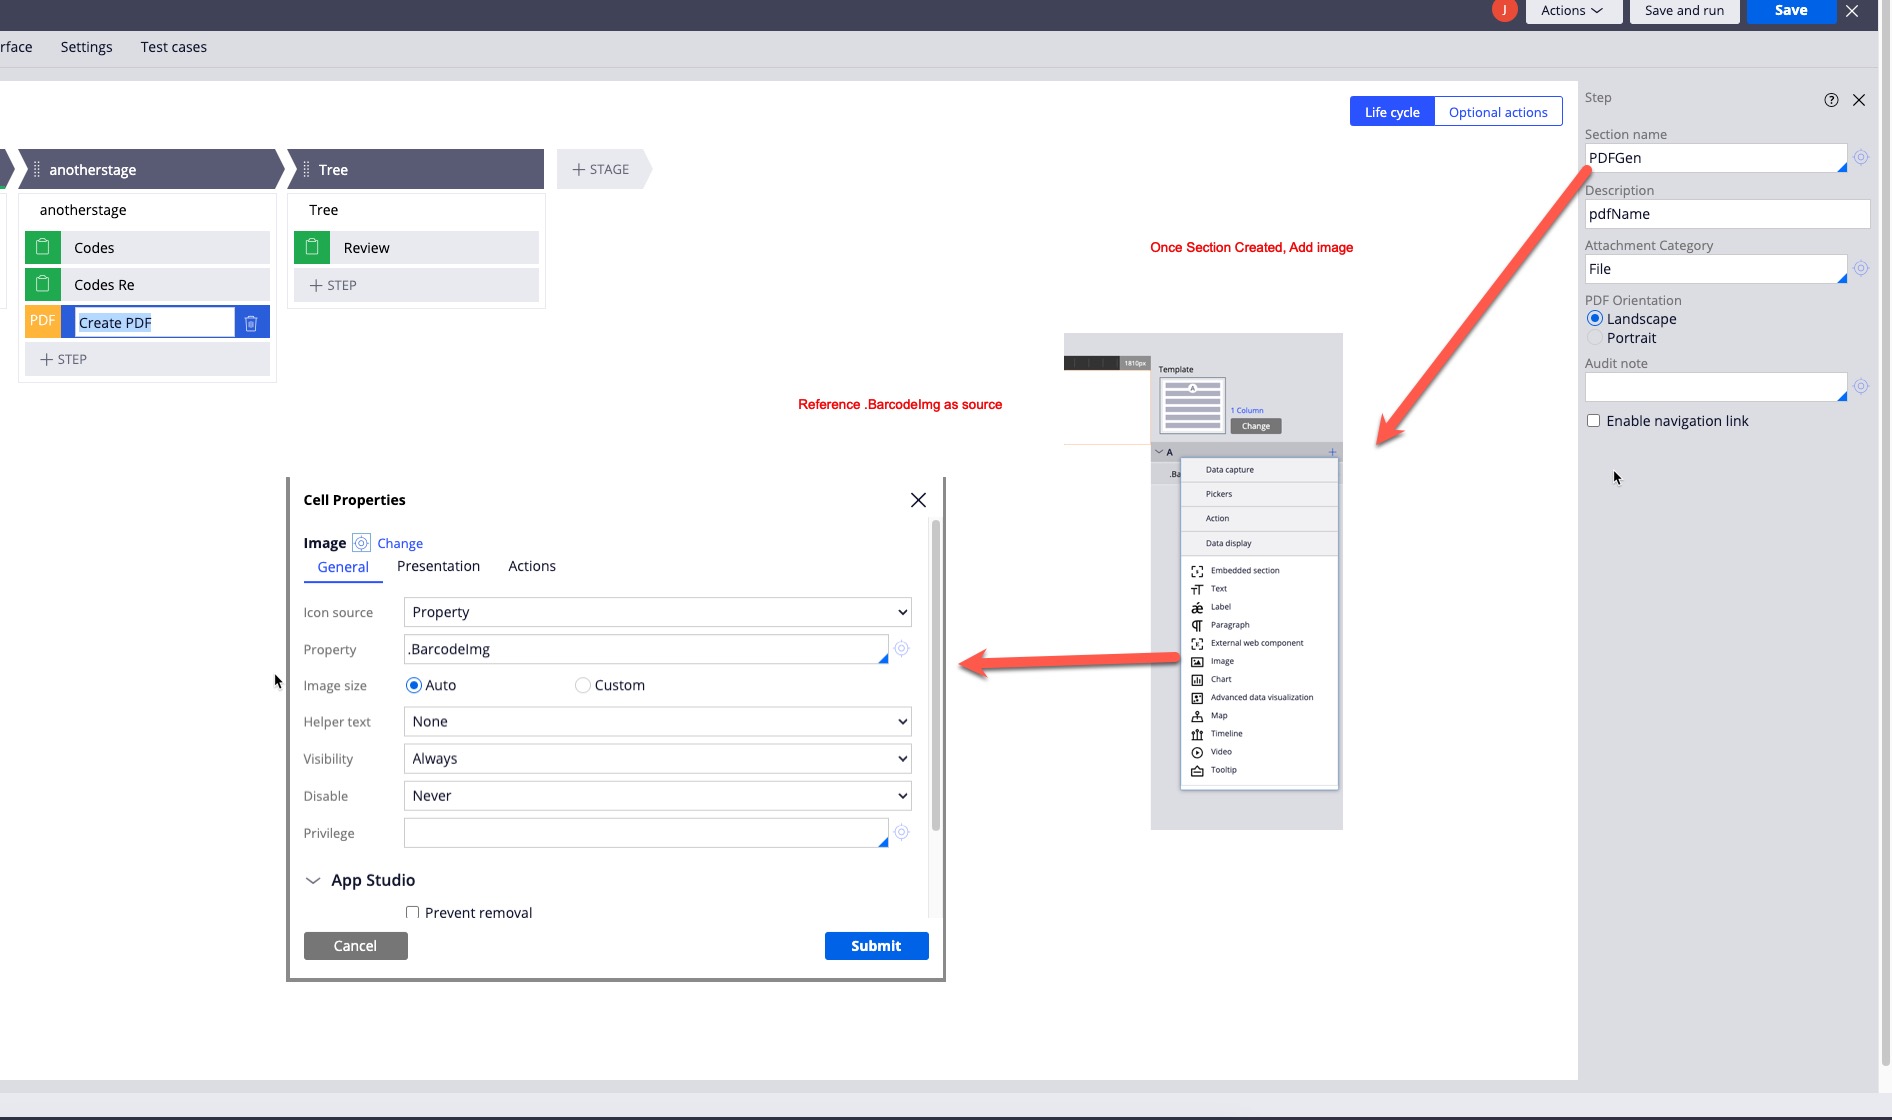 J
Actions
Save and run
Save
rface
Settings
Test cases
Life cycle
Optional actions
anotherstage
Tree
+ STAGE
anotherstage
Codes
Codes Re
PDF
Create PDF
+ STEP
Tree
Review
+ STEP
Once Section Created, Add image
Reference .BarcodeImg as source
1810px
Template
A
1 Column
Change
A
+
.Ba
Data capture
Pickers
Action
Data display
Embedded section
Text
Label
Paragraph
External web component
Image
Chart
Advanced data visualization
Map
Timeline
Video
Tooltip
Cell Properties
Image
Change
General
Presentation
Actions
Icon source
Property
Property
.BarcodeImg
Image size
Auto
Custom
Helper text
None
Visibility
Always
Disable
Never
Privilege
App Studio
Prevent removal
Cancel
Submit
Step
Section name
PDFGen
Description
pdfName
Attachment Category
File
PDF Orientation
Landscape
Portrait
Audit note
Enable navigation link